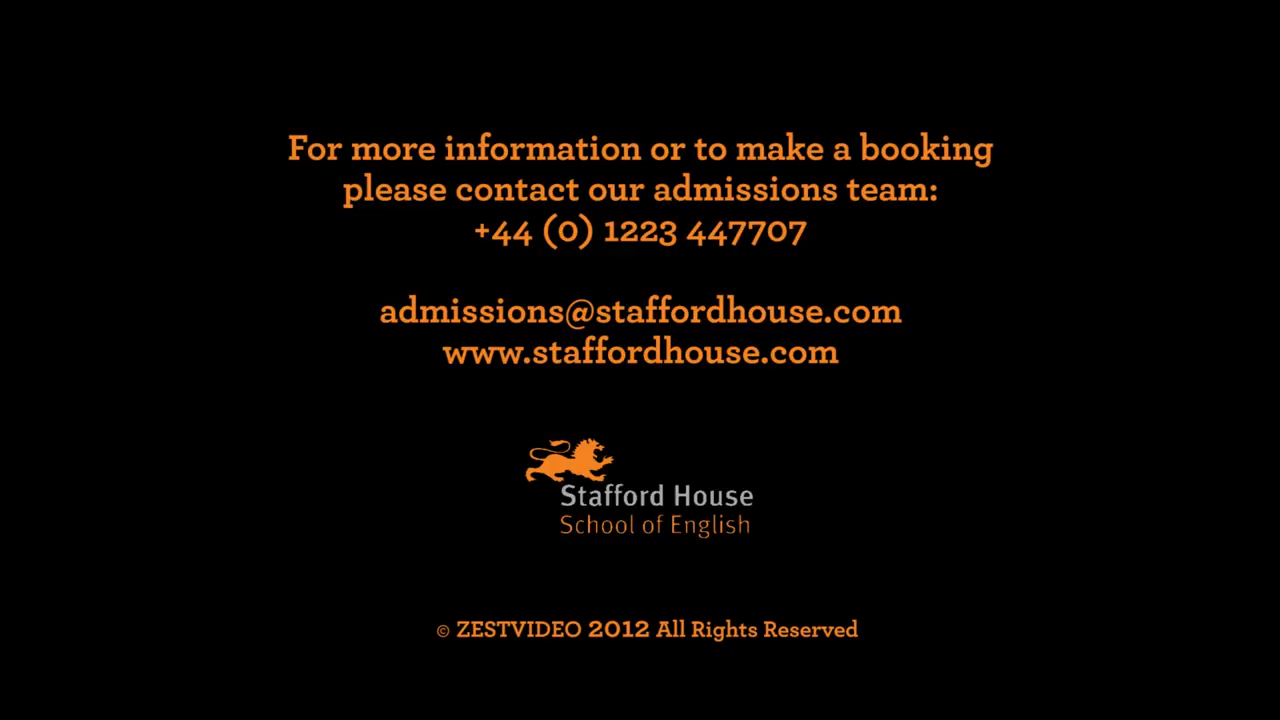 For more information or to make a booking
please contact our admissions team:
+44 (0) 1223 447707
admissions@staffordhouse.com
www.staffordhouse.com
Stafford House
School of English
© ZESTVIDEO 2012 All Rights Reserved